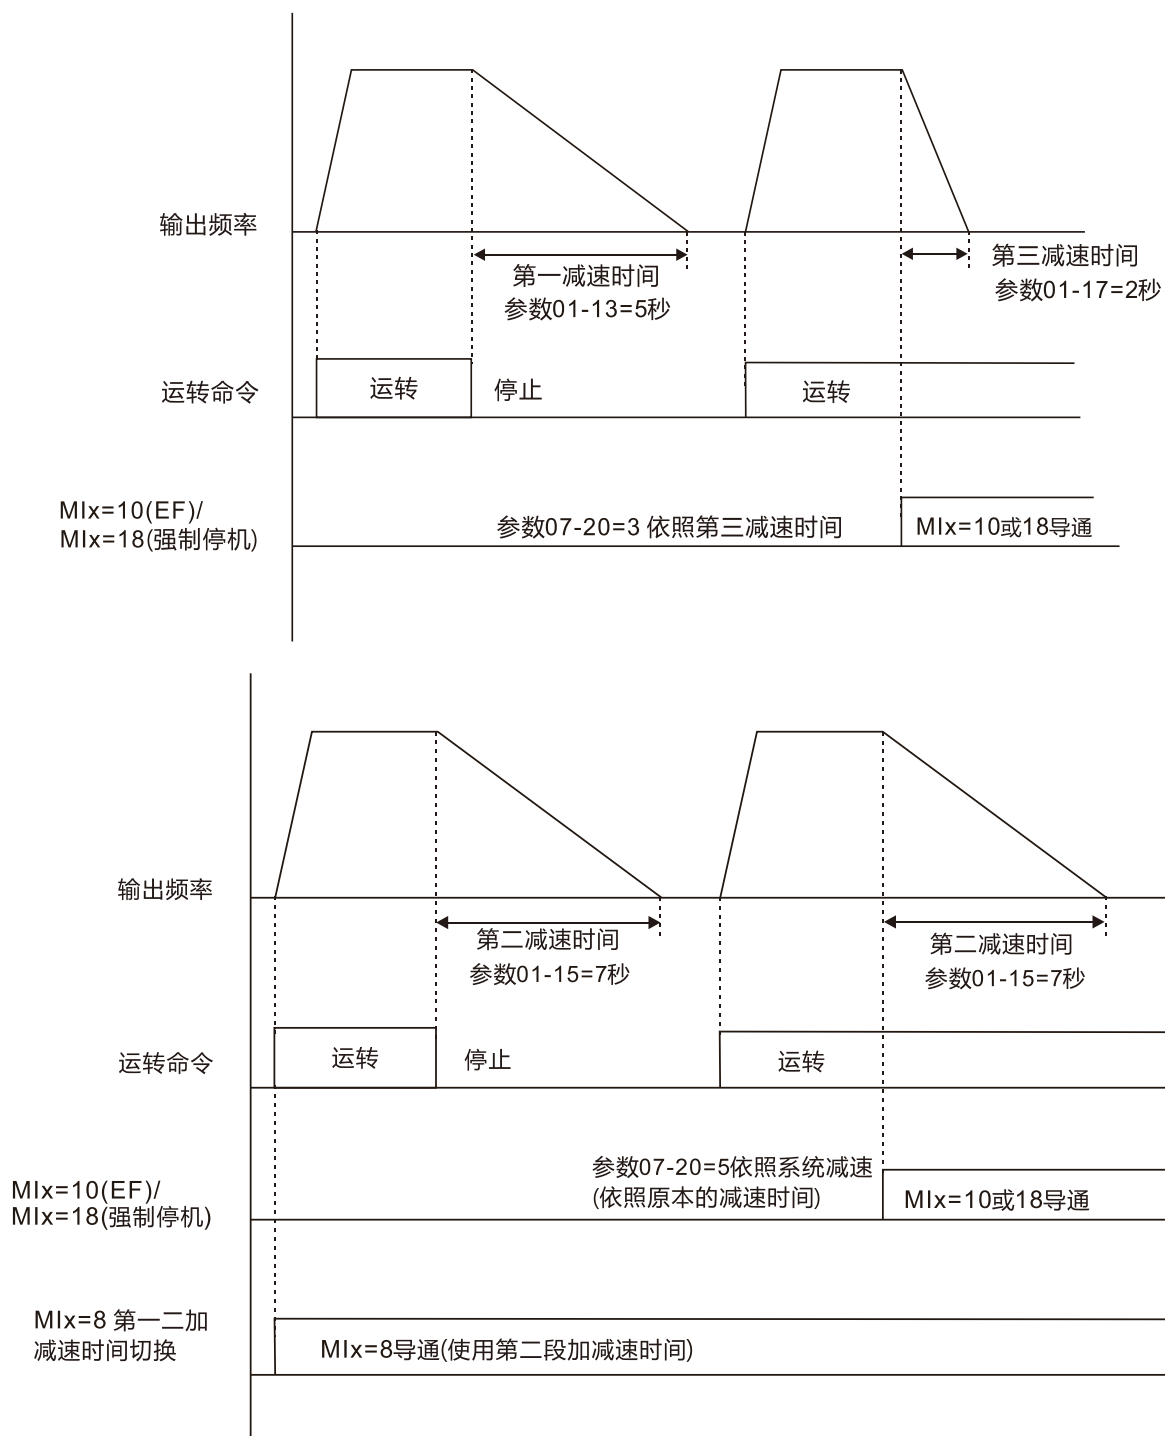 输出频率
第一减速时间
参数01-13=5秒
第三减速时间
参数01-17=2秒
运转命令
运转
停止
运转
MIx=10(EF)/
MIx=18(强制停机)
参数07-20=3 依照第三减速时间
MIx=10或18导通
输出频率
第二减速时间
参数01-15=7秒
第二减速时间
参数01-15=7秒
运转命令
运转
停止
运转
MIx=10(EF)/
MIx=18(强制停机)
参数07-20=5依照系统减速
(依照原本的减速时间)
MIx=10或18导通
MIx=8 第一二加
减速时间切换
MIx=8导通(使用第二段加减速时间)